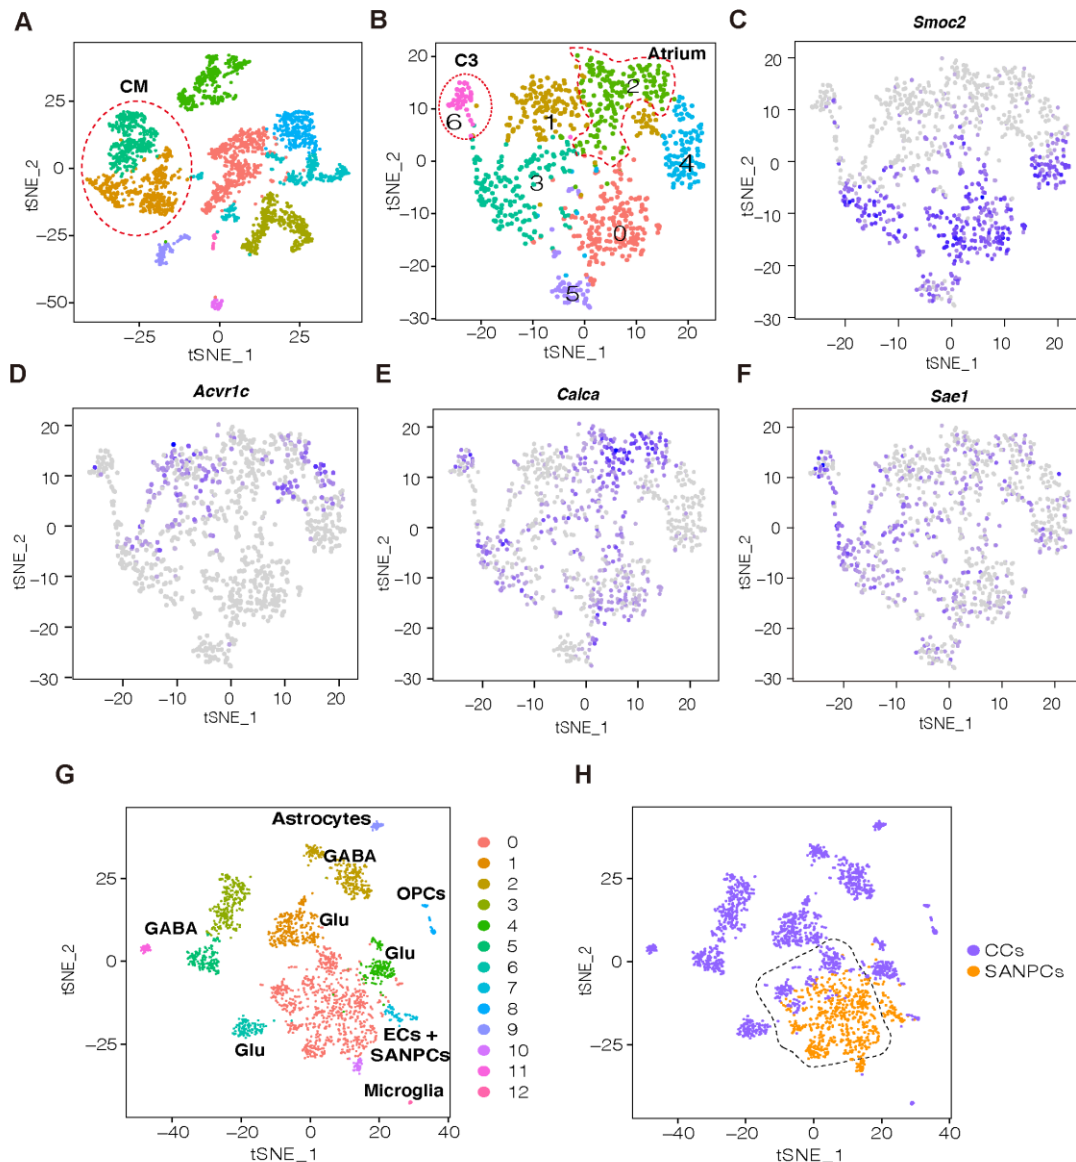 A
CM
25
0
−25
−50
−25
0
25
tSNE_2
tSNE_1
B
C3
Atrium
20
10
0
−10
−20
−30
−20
−10
0
10
20
0
1
2
3
4
5
6
tSNE_2
tSNE_1
C
Smoc2
20
10
0
−10
−20
−30
−20
−10
0
10
20
tSNE_2
tSNE_1
D
Acvr1c
20
10
0
−10
−20
−30
−20
−10
0
10
20
tSNE_2
tSNE_1
E
Calca
20
10
0
−10
−20
−30
−20
−10
0
10
20
tSNE_2
tSNE_1
F
Sae1
20
10
0
−10
−20
−30
−20
−10
0
10
20
tSNE_2
tSNE_1
G
Astrocytes
GABA
OPCs
GABA
Glu
Glu
ECs +
SANPCs
Glu
Microglia
25
0
−25
−40
−20
0
20
40
tSNE_2
tSNE_1
0
1
2
3
4
5
6
7
8
9
10
11
12
H
25
0
−25
−40
−20
0
20
40
tSNE_2
tSNE_1
CCs
SANPCs